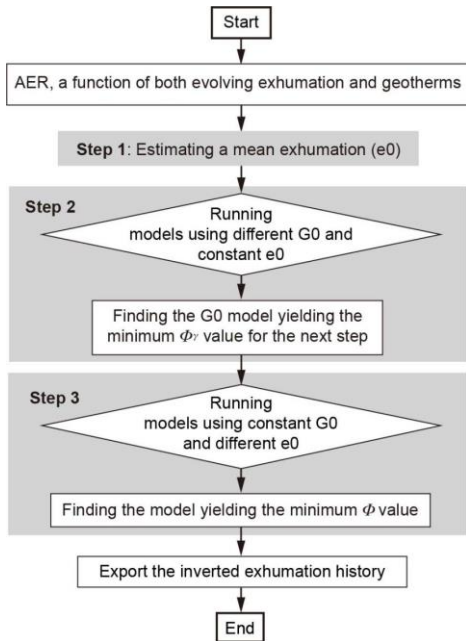 Start
AER, a function of both evolving exhumation and geotherms
Step 1: Estimating a mean exhumation (e0)
Step 2
Running
models using different G0 and
constant e0
Finding the G0 model yielding the
minimum Φᵧ value for the next step
Step 3
Running
models using constant G0
and different e0
Finding the model yielding the minimum Φ value
Export the inverted exhumation history
End